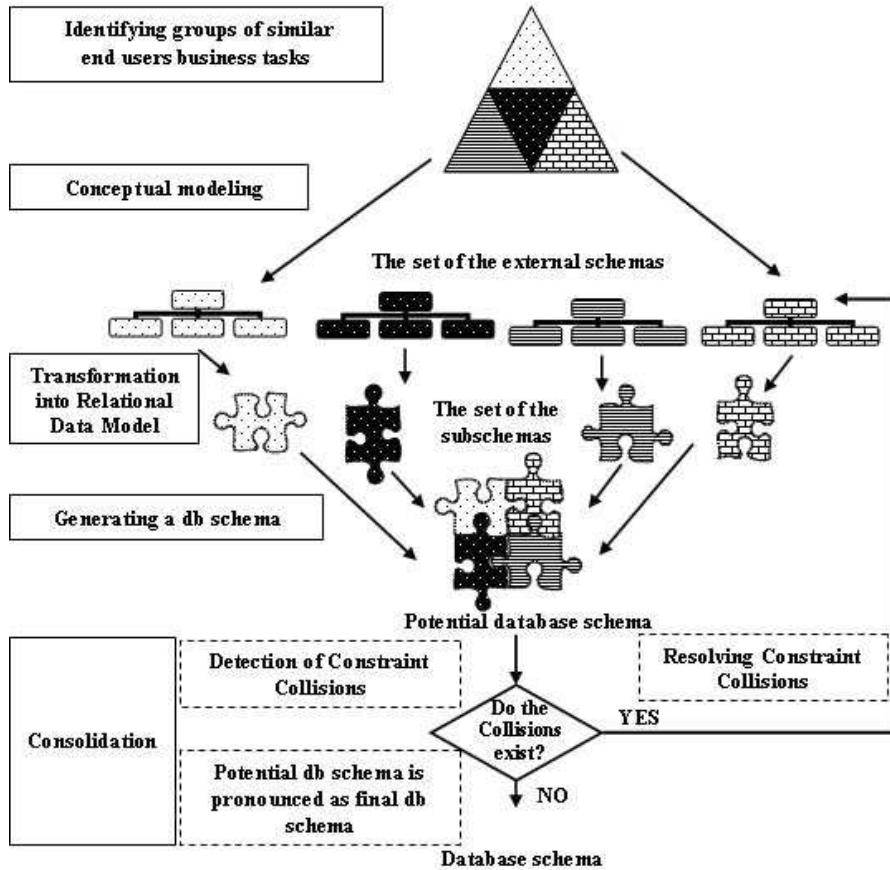 Identifying groups of similar
end users business tasks
Conceptual modeling
The set of the external schemas
Transformation
into Relational
Data Model
The set of the
subschemas
Generating a db schema
Potential database schema
Detection of Constraint
Collisions
Resolving Constraint
Collisions
Do the
Collisions
exist?
YES
Consolidation
Potential db schema is
pronounced as final db
schema
NO
Database schema